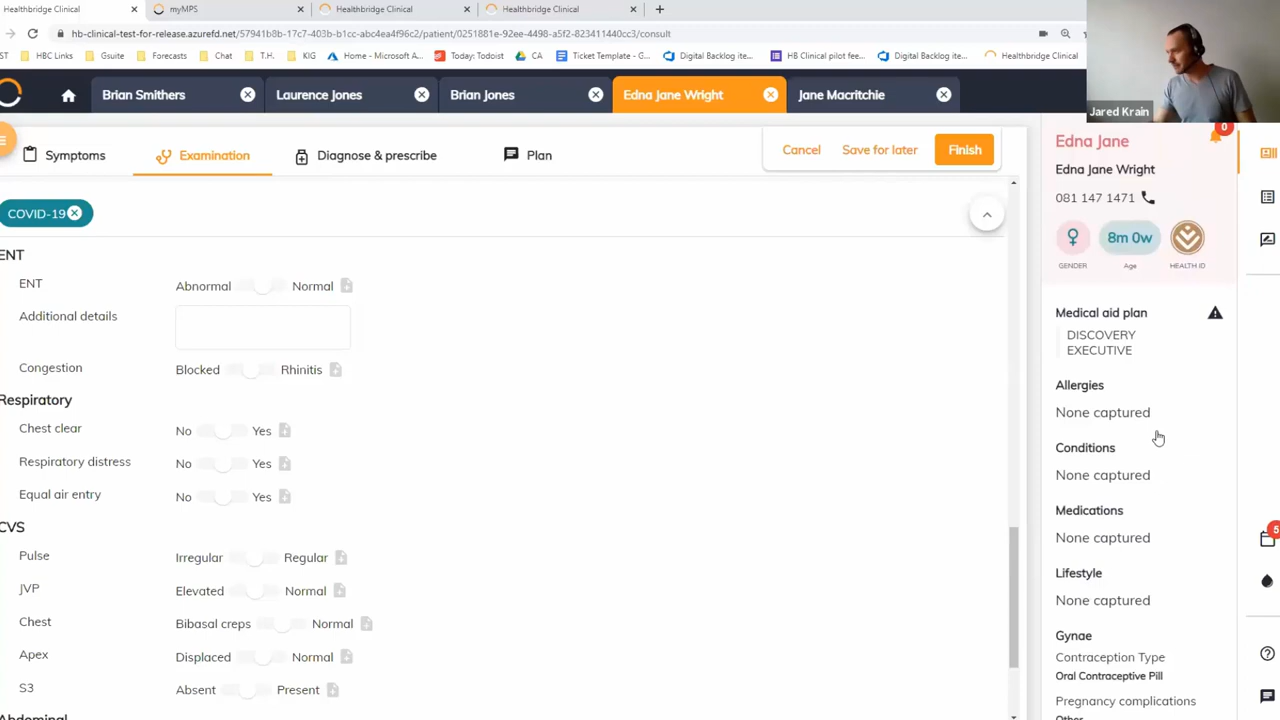 Healthbridge Clinical
myMPS
Healthbridge Clinical
Healthbridge Clinical
hb-clinical-test-for-release.azurefd.net/57941b8b-17c7-403b-b1cc-abc4ea4f96c2/patient/0251881e-92ee-4498-a5f2-823411440cc3/consult
ST HBC Links Gsuite Forecasts Chat T.H. KIG Home - Microsoft A... Today: Todoist CA Ticket Template - G... Digital Backlog ite... HB Clinical pilot fee... Digital Backlog ite... Healthbridge Clinical
Brian Smithers Laurence Jones Brian Jones Edna Jane Wright Jane Macritchie
Jared Krain
Symptoms Examination Diagnose & prescribe Plan
Cancel Save for later Finish
COVID-19
ENT
ENT Abnormal Normal
Additional details
Congestion Blocked Rhinitis
Respiratory
Chest clear No Yes
Respiratory distress No Yes
Equal air entry No Yes
CVS
Pulse Irregular Regular
JVP Elevated Normal
Chest Bibasal creps Normal
Apex Displaced Normal
S3 Absent Present
Abdominal
0
Edna Jane
Edna Jane Wright
081 147 1471
8m 0w
GENDER Age HEALTH ID
Medical aid plan
DISCOVERY
EXECUTIVE
Allergies
None captured
Conditions
None captured
Medications
None captured
Lifestyle
None captured
Gynae
Contraception Type
Oral Contraceptive Pill
Pregnancy complications
Other
5